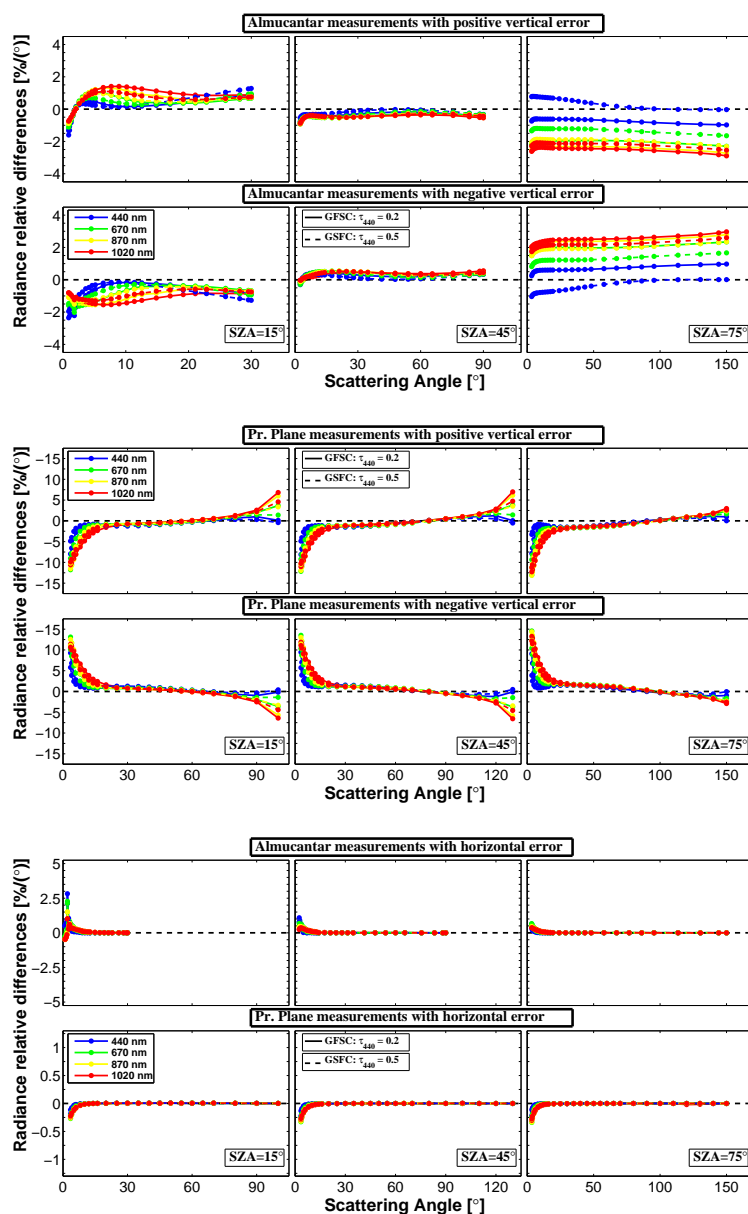 Almucantar measurements with positive vertical error
Radiance relative differences [%/(°)]
4
2
0
−2
−4
Almucantar measurements with negative vertical error
440 nm
670 nm
870 nm
1020 nm
GFSC: τ440 = 0.2
GSFC: τ440 = 0.5
4
2
0
−2
−4
SZA=15°
SZA=45°
SZA=75°
0 10 20 30
0 30 60 90
0 50 100 150
Scattering Angle [°]
Pr. Plane measurements with positive vertical error
Radiance relative differences [%/(°)]
−15
10
5
0
−5
−10
−15
440 nm
670 nm
870 nm
1020 nm
GFSC: τ440 = 0.2
GSFC: τ440 = 0.5
Pr. Plane measurements with negative vertical error
−15
10
5
0
−5
−10
−15
SZA=15°
SZA=45°
SZA=75°
0 30 60 90
0 30 60 90 120
0 50 100 150
Scattering Angle [°]
Almucantar measurements with horizontal error
Radiance relative differences [%/(°)]
5
2.5
0
−2.5
−5
Pr. Plane measurements with horizontal error
1
0.5
0
−0.5
−1
440 nm
670 nm
870 nm
1020 nm
GFSC: τ440 = 0.2
GSFC: τ440 = 0.5
SZA=15°
SZA=45°
SZA=75°
0 30 60 90
0 30 60 90 120
0 50 100 150
Scattering Angle [°]